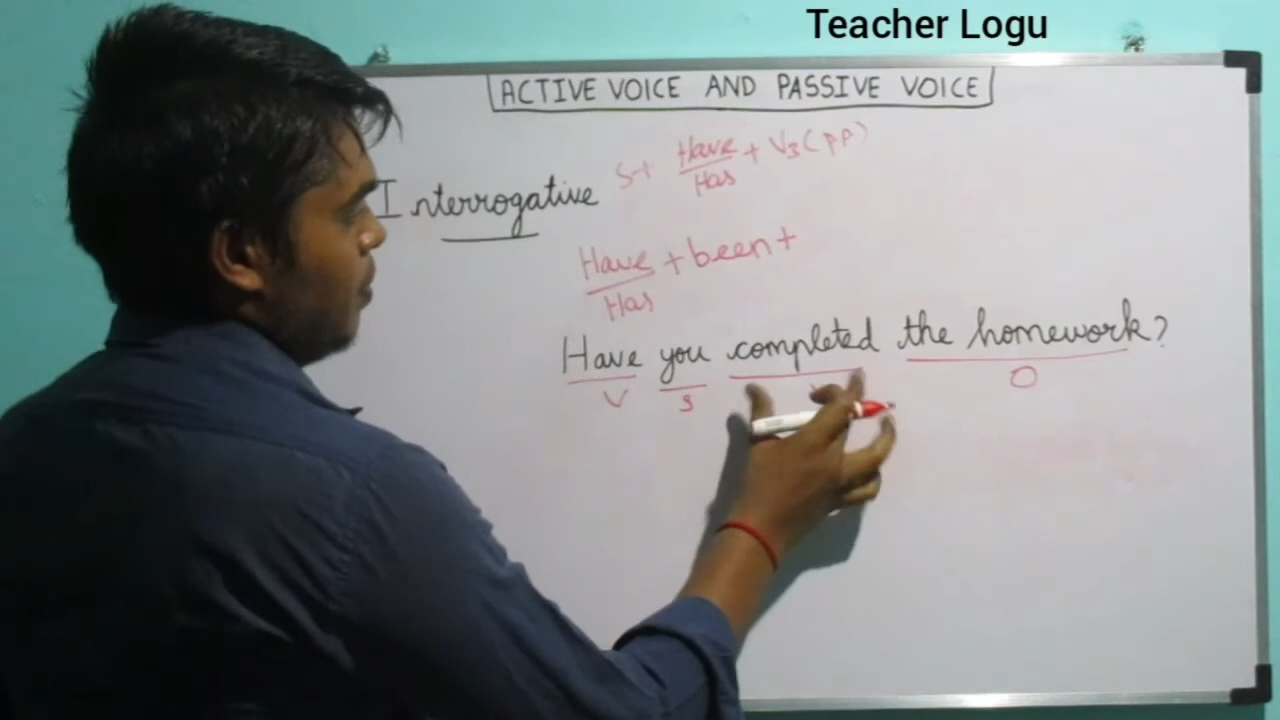 Teacher Logu
ACTIVE VOICE AND PASSIVE VOICE
S+ Have/Has + V3 (PP)
Interrogative
Have/Has + been +
Have you completed the homework?
V S O